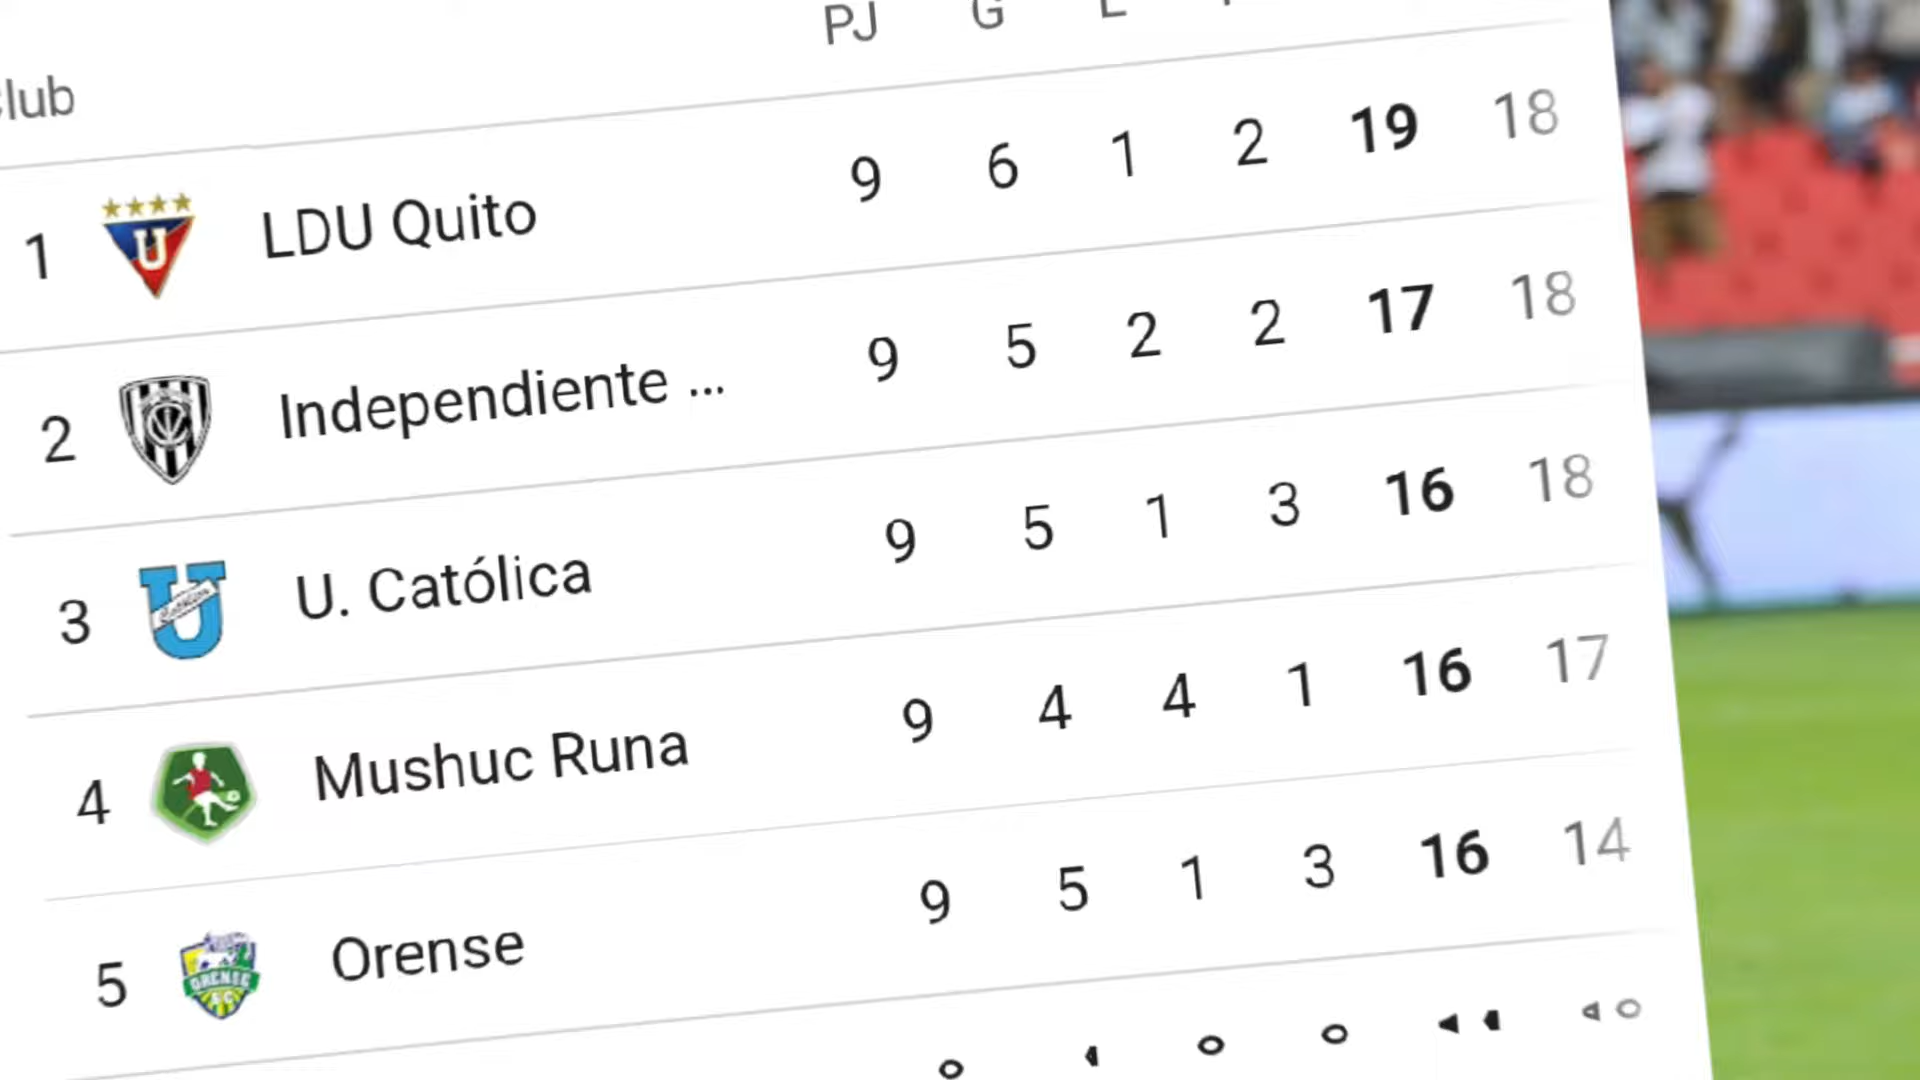 Club PJ G E
1 LDU Quito 9 6 1 2 19 18
2 Independiente ... 9 5 2 2 17 18
3 U. Católica 9 5 1 3 16 18
4 Mushuc Runa 9 4 4 1 16 17
5 Orense 9 5 1 3 16 14